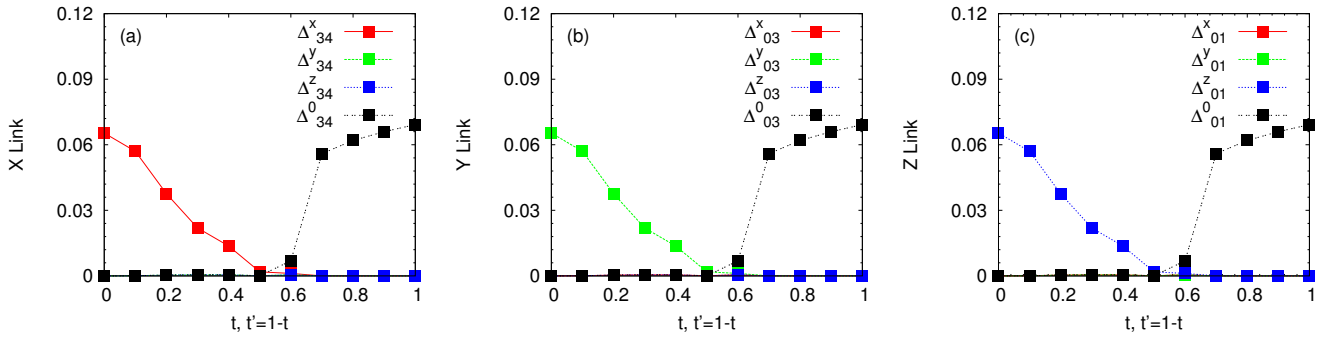 0.12
0.09
0.06
0.03
0
X Link
(a)
Δ^x_34
Δ^y_34
Δ^z_34
Δ^0_34
0 0.2 0.4 0.6 0.8 1
t, t'=1-t
0.12
0.09
0.06
0.03
0
Y Link
(b)
Δ^x_03
Δ^y_03
Δ^z_03
Δ^0_03
0 0.2 0.4 0.6 0.8 1
t, t'=1-t
0.12
0.09
0.06
0.03
0
Z Link
(c)
Δ^x_01
Δ^y_01
Δ^z_01
Δ^0_01
0 0.2 0.4 0.6 0.8 1
t, t'=1-t